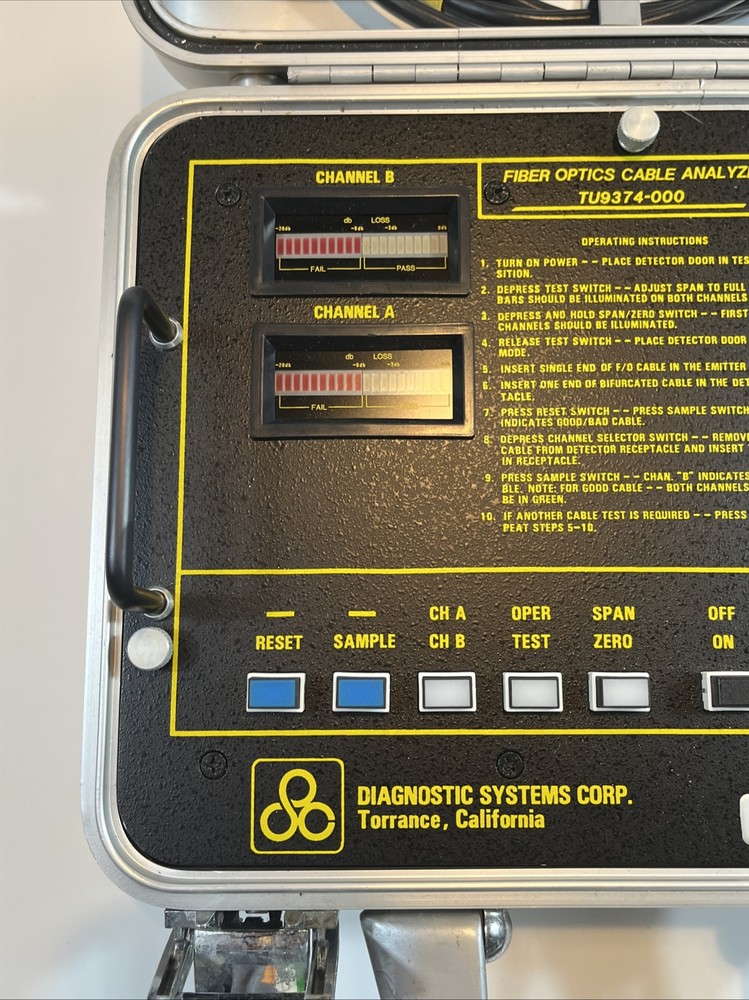 CHANNEL B
db LOSS
FAIL PASS
CHANNEL A
db LOSS
FAIL
FIBER OPTICS CABLE ANALYZE
TU9374-000
OPERATING INSTRUCTIONS
1. TURN ON POWER -- PLACE DETECTOR DOOR IN TES
SITION.
2. DEPRESS TEST SWITCH -- ADJUST SPAN TO FULL
BARS SHOULD BE ILLUMINATED ON BOTH CHANNELS
3. DEPRESS AND HOLD SPAN/ZERO SWITCH -- FIRST
CHANNELS SHOULD BE ILLUMINATED.
4. RELEASE TEST SWITCH -- PLACE DETECTOR DOOR
MODE.
5. INSERT SINGLE END OF F/O CABLE IN THE EMITTER
6. INSERT ONE END OF BIFURCATED CABLE IN THE DET
TACLE.
7. PRESS RESET SWITCH -- PRESS SAMPLE SWITCH
INDICATES GOOD/BAD CABLE.
8. DEPRESS CHANNEL SELECTOR SWITCH -- REMOV
CABLE FROM DETECTOR RECEPTACLE AND INSERT
IN RECEPTACLE.
9. PRESS SAMPLE SWITCH -- CHAN. "B" INDICATES
BLE. NOTE: FOR GOOD CABLE -- BOTH CHANNELS
BE IN GREEN.
10. IF ANOTHER CABLE TEST IS REQUIRED -- PRESS
PEAT STEPS 5-10.
— — CH A OPER SPAN OFF
RESET SAMPLE CH B TEST ZERO ON
DIAGNOSTIC SYSTEMS CORP.
Torrance, California